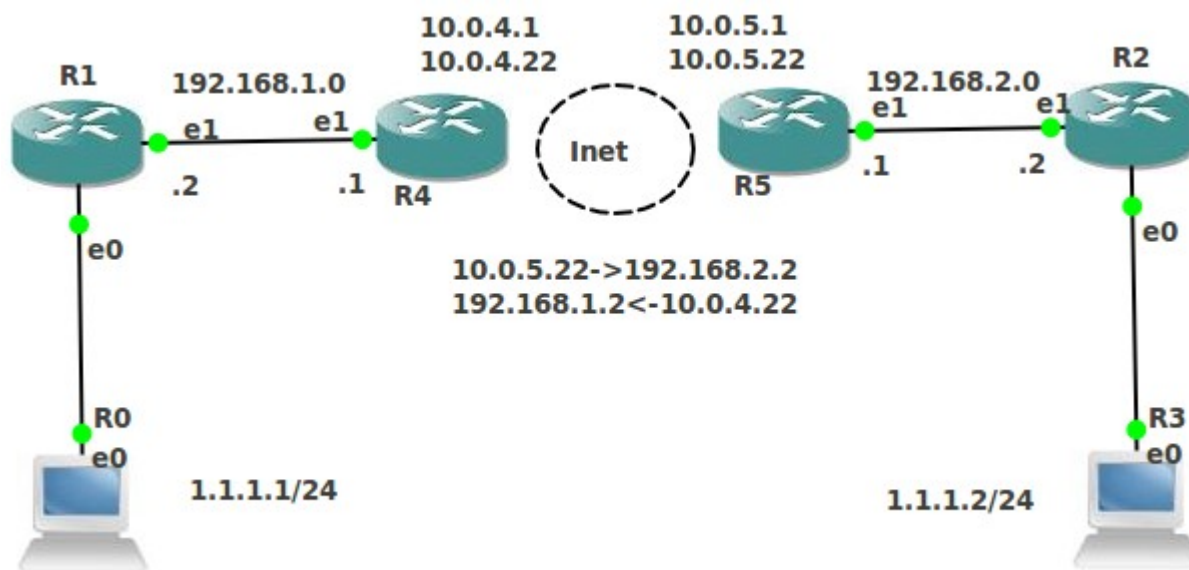 10.0.4.1
10.0.4.22
10.0.5.1
10.0.5.22
R1
192.168.1.0
192.168.2.0
R2
e1
e1
e1
e1
Inet
.2
.1
R4
R5
.1
.2
e0
e0
10.0.5.22->192.168.2.2
192.168.1.2<-10.0.4.22
R0
e0
R3
e0
1.1.1.1/24
1.1.1.2/24